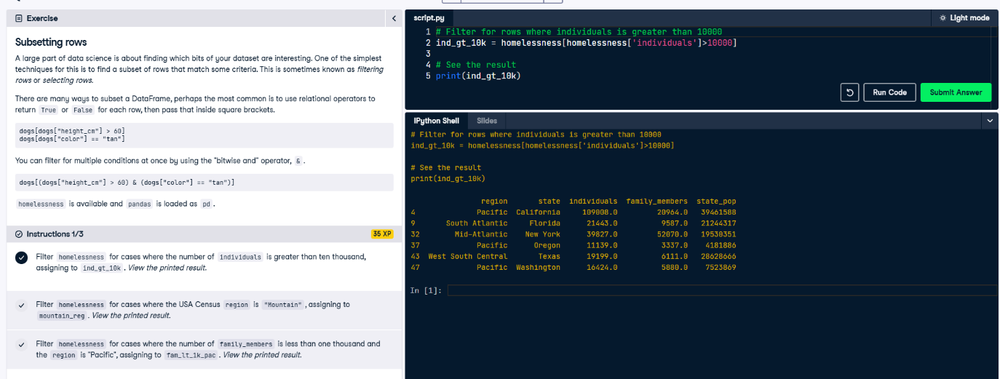 Exercise
Subsetting rows
A large part of data science is about finding which bits of your dataset are interesting. One of the simplest
techniques for this is to find a subset of rows that match some criteria. This is sometimes known as filtering
rows or selecting rows.
There are many ways to subset a DataFrame, perhaps the most common is to use relational operators to
return True or False for each row, then pass that inside square brackets.
dogs[dogs["height_cm"] > 60]
dogs[dogs["color"] == "tan"]
You can filter for multiple conditions at once by using the "bitwise and" operator, &.
dogs[(dogs["height_cm"] > 60) & (dogs["color"] == "tan")]
homelessness is available and pandas is loaded as pd.
Instructions 1/3
35 XP
Filter homelessness for cases where the number of individuals is greater than ten thousand,
assigning to ind_gt_10k. View the printed result.
Filter homelessness for cases where the USA Census region is "Mountain", assigning to
mountain_reg. View the printed result.
Filter homelessness for cases where the number of family_members is less than one thousand and
the region is "Pacific", assigning to fam_lt_1k_pac. View the printed result.
script.py
Light mode
1 # Filter for rows where individuals is greater than 10000
2 ind_gt_10k = homelessness[homelessness['individuals']>10000]
3
4 # See the result
5 print(ind_gt_10k)
Run Code
Submit Answer
IPython Shell
Slides
# Filter for rows where individuals is greater than 10000
ind_gt_10k = homelessness[homelessness['individuals']>10000]
# See the result
print(ind_gt_10k)
region state individuals family_members state_pop
4 Pacific California 109008.0 20964.0 39461588
9 South Atlantic Florida 21443.0 9587.0 21244317
32 Mid-Atlantic New York 39827.0 52070.0 19530351
37 Pacific Oregon 11139.0 3337.0 4181886
43 West South Central Texas 19199.0 6111.0 28628666
47 Pacific Washington 16424.0 5880.0 7523869
In [1]: